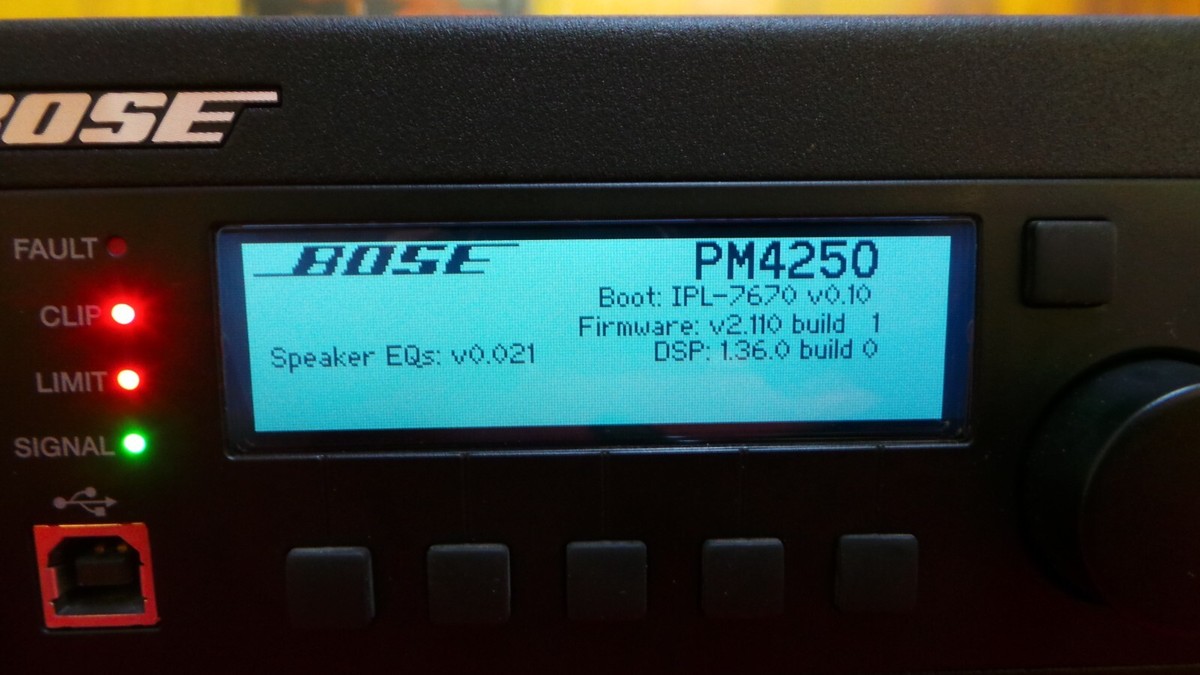 BOSE
FAULT
CLIP
LIMIT
SIGNAL
BOSE
PM4250
Boot: IPL-7670 v0.10
Firmware: v2.110 build 1
Speaker EQs: v0.021
DSP: 1.36.0 build 0